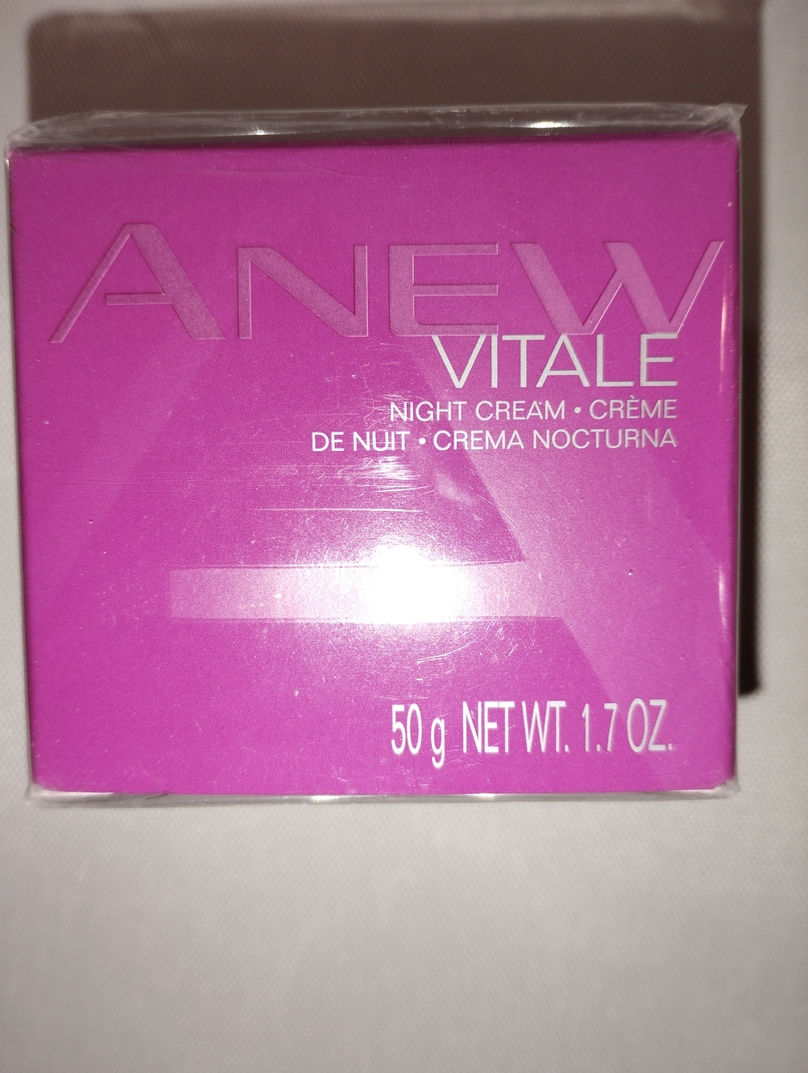 ANEW
VITALE
NIGHT CREAM • CRÈME
DE NUIT • CREMA NOCTURNA
50 g NET WT. 1.7 OZ.